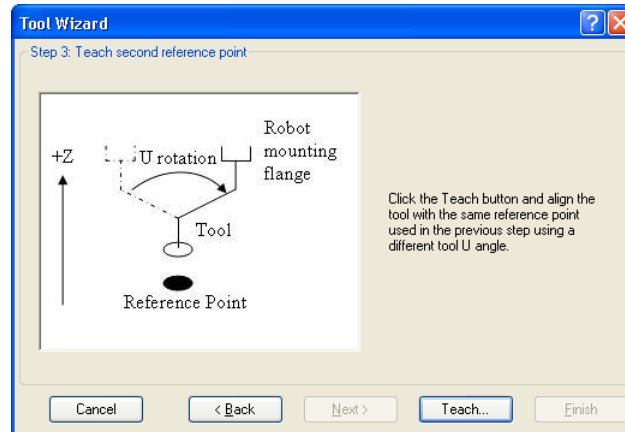 Tool Wizard
Step 3: Teach second reference point
+Z
U rotation
Robot
mounting
flange
Tool
Reference Point
Click the Teach button and align the
tool with the same reference point
used in the previous step using a
different tool U angle.
Cancel
< Back
Next >
Teach...
Finish